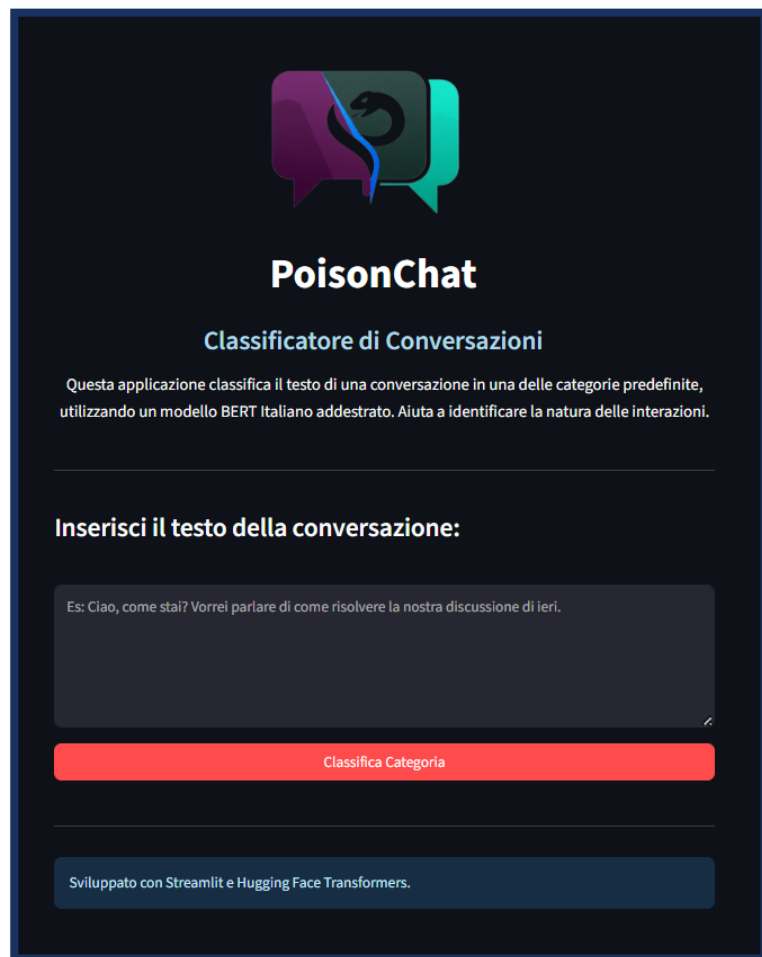 PoisonChat
Classificatore di Conversazioni
Questa applicazione classifica il testo di una conversazione in una delle categorie predefinite,
utilizzando un modello BERT Italiano addestrato. Aiuta a identificare la natura delle interazioni.
Inserisci il testo della conversazione:
Es: Ciao, come stai? Vorrei parlare di come risolvere la nostra discussione di ieri.
Classifica Categoria
Sviluppato con Streamlit e Hugging Face Transformers.